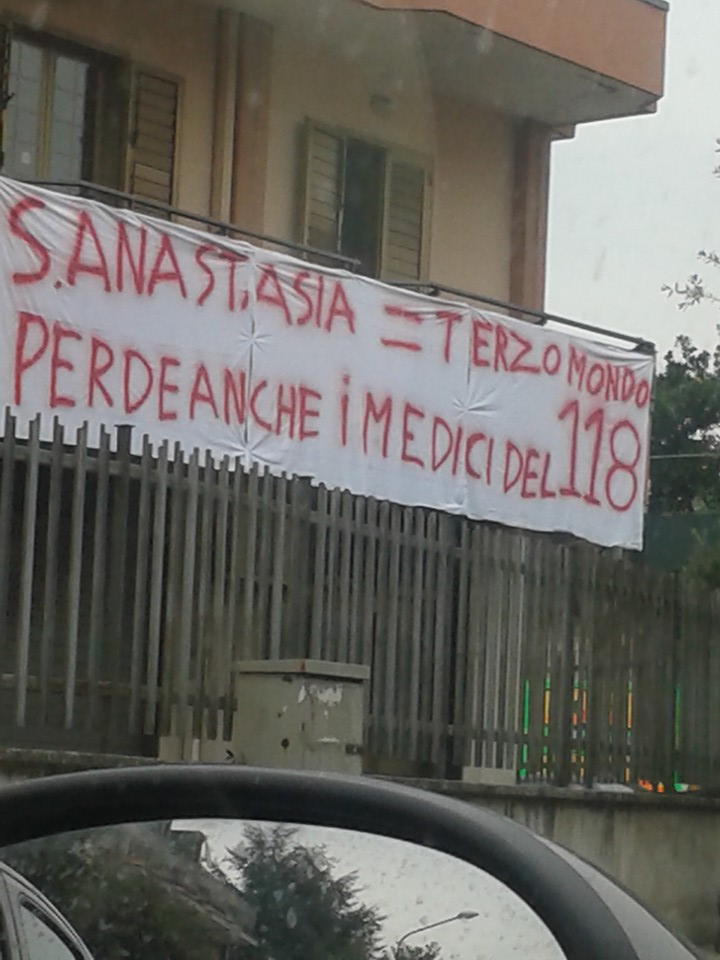 S.ANAST.ASIA = TERZO MONDO
PERDE ANCHE i MEDICI DEL 118